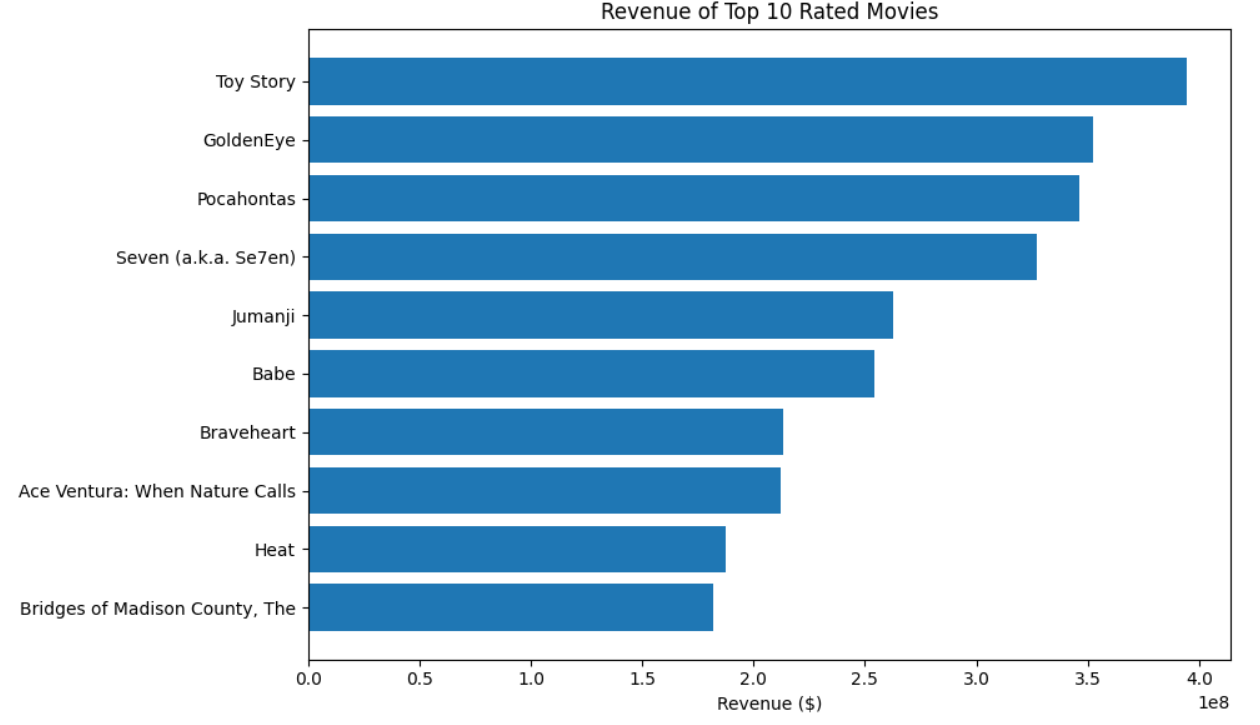 Revenue of Top 10 Rated Movies
Toy Story
GoldenEye
Pocahontas
Seven (a.k.a. Se7en)
Jumanji
Babe
Braveheart
Ace Ventura: When Nature Calls
Heat
Bridges of Madison County, The
0.0 0.5 1.0 1.5 2.0 2.5 3.0 3.5 4.0
1e8
Revenue ($)